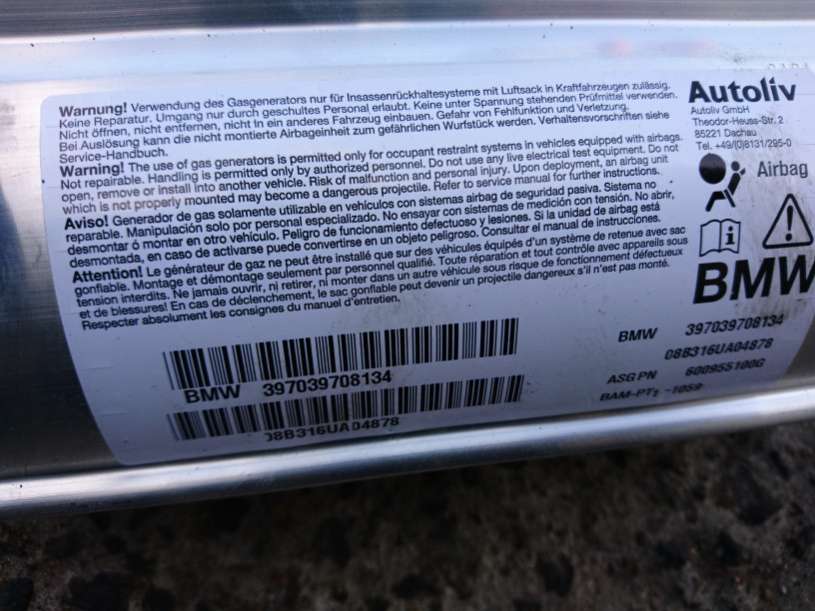 Warnung! Verwendung des Gasgenerators nur für Insassenrückhaltesysteme mit Luftsack in Kraftfahrzeugen zulässig.
Keine Reparatur. Umgang nur durch geschultes Personal erlaubt. Keine unter Spannung stehenden Prüfmittel verwenden.
Nicht öffnen, nicht entfernen, nicht in ein anderes Fahrzeug einbauen. Gefahr von Fehlfunktion und Verletzung.
Bei Auslösung kann die nicht montierte Airbageinheit zum gefährlichen Wurfstück werden. Verhaltensvorschriften siehe
Service-Handbuch.
Warning! The use of gas generators is permitted only for occupant restraint systems in vehicles equipped with airbags.
Not repairable. Handling is permitted only by authorized personnel. Do not use any live electrical test equipment. Do not
open, remove or install into another vehicle. Risk of malfunction and personal injury. Upon deployment, an airbag unit
which is not properly mounted may become a dangerous projectile. Refer to service manual for further instructions.
Aviso! Generador de gas solamente utilizable en vehículos con sistemas airbag de seguridad pasiva. Sistema no
reparable. Manipulación solo por personal especializado. No ensayar con sistemas de medición con tensión. No abrir,
desmontar ó montar en otro vehículo. Peligro de funcionamiento defectuoso y lesiones. Si la unidad de airbag está
desmontada, en caso de activarse puede convertirse en un objeto peligroso. Consultar el manual de instrucciones.
Attention! Le générateur de gaz ne peut être installé que sur des véhicules équipés d'un système de retenue avec sac
gonflable. Montage et démontage seulement par personnel qualifié. Toute réparation et tout contrôle avec appareils sous
tension interdits. Ne jamais ouvrir, ni retirer, ni monter dans un autre véhicule sous risque de fonctionnement défectueux
et de blessures! En cas de déclenchement, le sac gonflable peut devenir un projectile dangereux s'il n'est pas monté.
Respecter absolument les consignes du manuel d'entretien.
Autoliv
Autoliv GmbH
Theodor-Heuss-Str. 2
85221 Dachau
Tel. +49/(0)8131/295-0
Airbag
BMW
BMW 397039708134
08B316UA04878
ASG PN 600955100G
BAM-PT2 -1059
BMW 397039708134
08B316UA04878